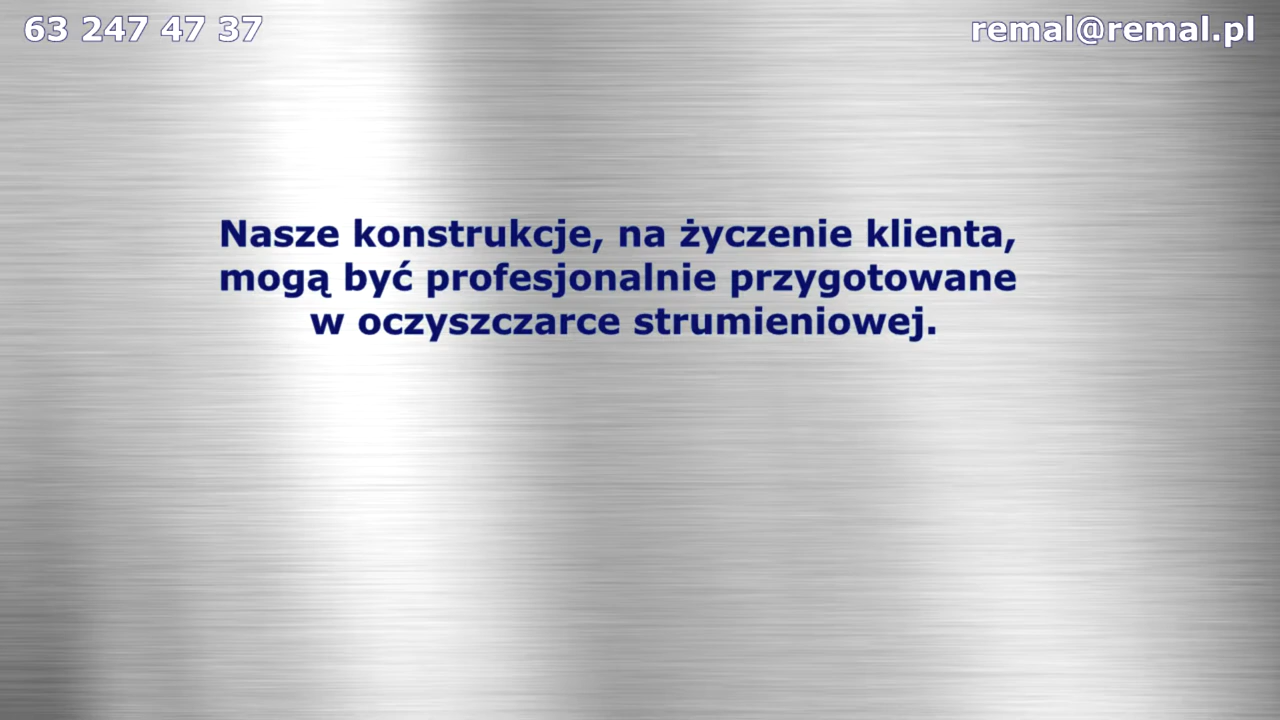 63 247 47 37
remal@remal.pl
Nasze konstrukcje, na życzenie klienta,
mogą być profesjonalnie przygotowane
w oczyszczarce strumieniowej.